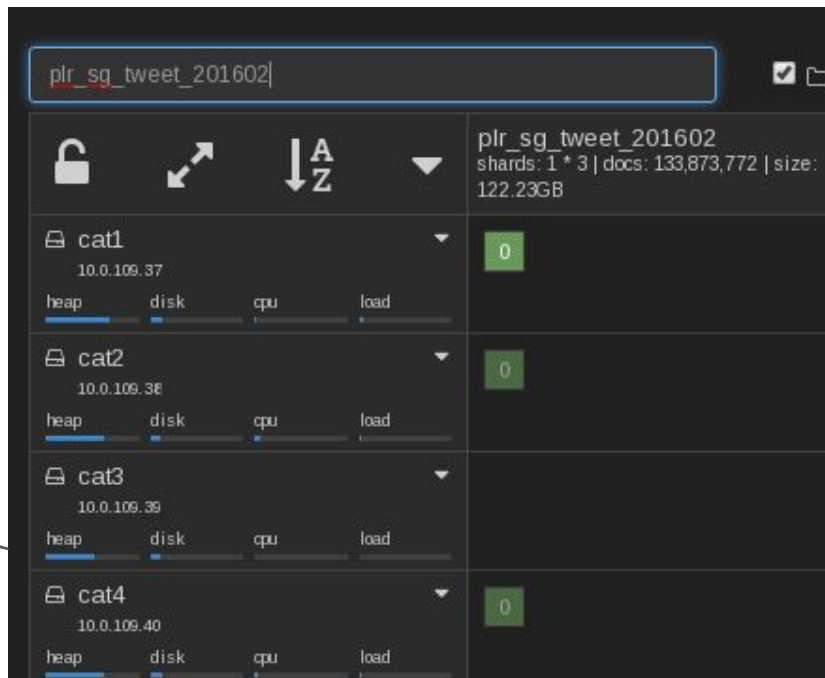 plr_sg_tweet_201602
A
Z
plr_sg_tweet_201602
shards: 1 * 3 | docs: 133,873,772 | size:
122.23GB
cat1
10.0.109.37
heap disk cpu load
0
cat2
10.0.109.38
heap disk cpu load
0
cat3
10.0.109.39
heap disk cpu load
cat4
10.0.109.40
heap disk cpu load
0